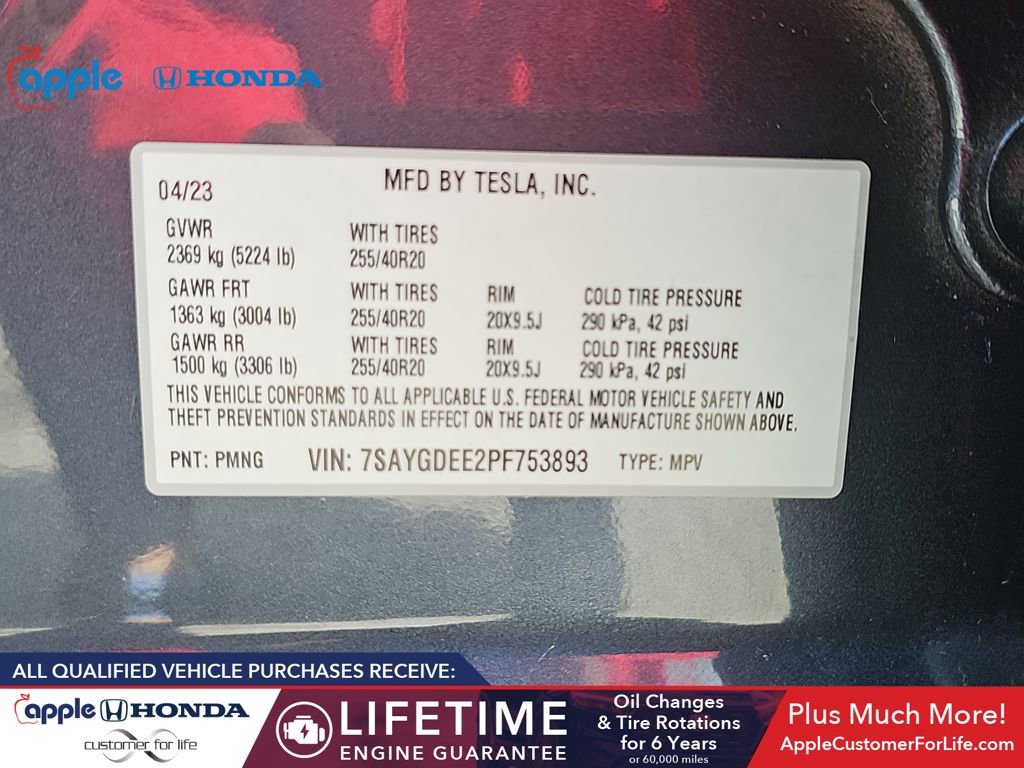 apple HONDA
04/23 MFD BY TESLA, INC.
GVWR WITH TIRES
2369 kg (5224 lb) 255/40R20
GAWR FRT WITH TIRES RIM COLD TIRE PRESSURE
1363 kg (3004 lb) 255/40R20 20X9.5J 290 kPa, 42 psi
GAWR RR WITH TIRES RIM COLD TIRE PRESSURE
1500 kg (3306 lb) 255/40R20 20X9.5J 290 kPa, 42 psi
THIS VEHICLE CONFORMS TO ALL APPLICABLE U.S. FEDERAL MOTOR VEHICLE SAFETY AND
THEFT PREVENTION STANDARDS IN EFFECT ON THE DATE OF MANUFACTURE SHOWN ABOVE.
PNT: PMNG VIN: 7SAYGDEE2PF753893 TYPE: MPV
ALL QUALIFIED VEHICLE PURCHASES RECEIVE:
apple HONDA
customer for life
LIFETIME
ENGINE GUARANTEE
Oil Changes
& Tire Rotations
for 6 Years
or 60,000 miles
Plus Much More!
AppleCustomerForLife.com